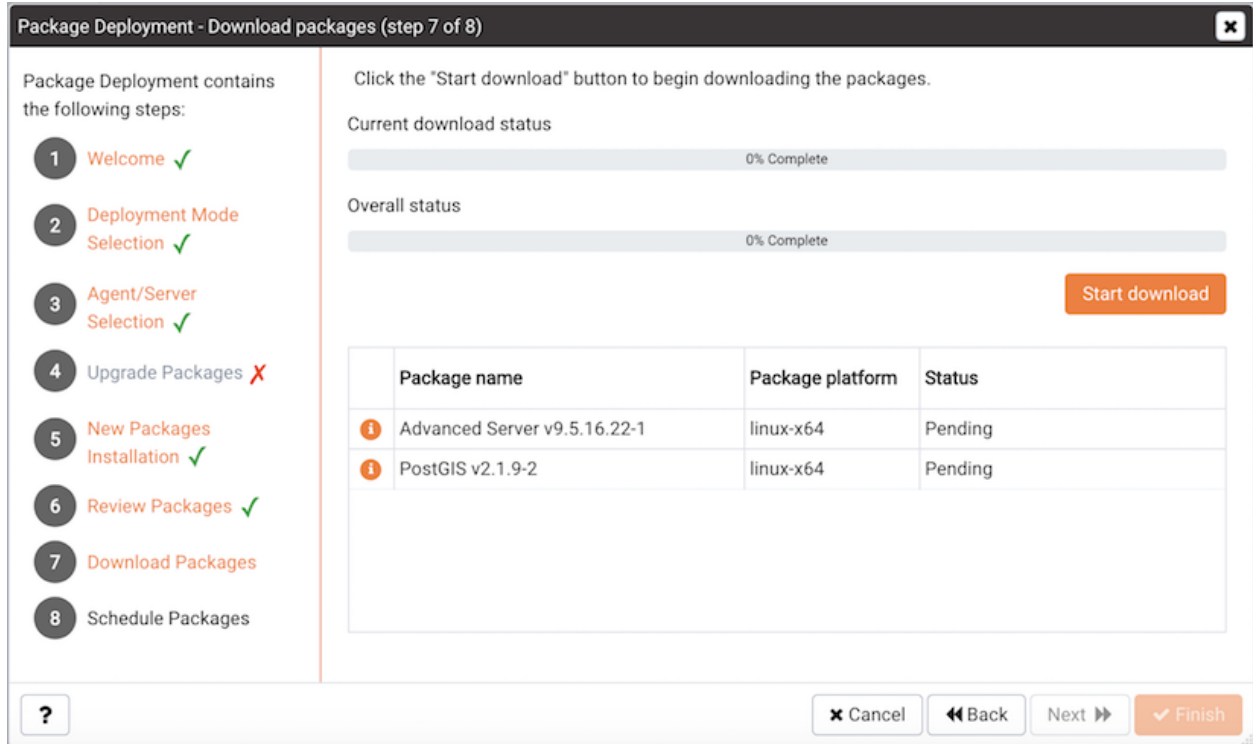 Package Deployment - Download packages (step 7 of 8)
Package Deployment contains
the following steps:
1 Welcome
2 Deployment Mode
Selection
3 Agent/Server
Selection
4 Upgrade Packages
5 New Packages
Installation
6 Review Packages
7 Download Packages
8 Schedule Packages
Click the "Start download" button to begin downloading the packages.
Current download status
0% Complete
Overall status
0% Complete
Start download
Package name Package platform Status
Advanced Server v9.5.16.22-1 linux-x64 Pending
PostGIS v2.1.9-2 linux-x64 Pending
? Cancel Back Next Finish